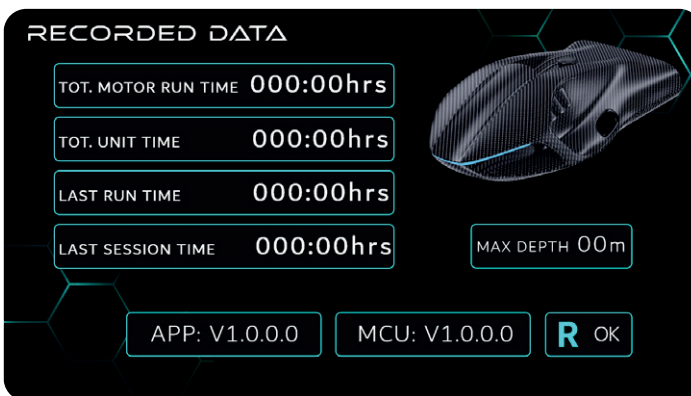 RECORDED DATA
TOT. MOTOR RUN TIME 000:00hrs
TOT. UNIT TIME 000:00hrs
LAST RUN TIME 000:00hrs
LAST SESSION TIME 000:00hrs
MAX DEPTH 00m
APP: V1.0.0.0
MCU: V1.0.0.0
R OK